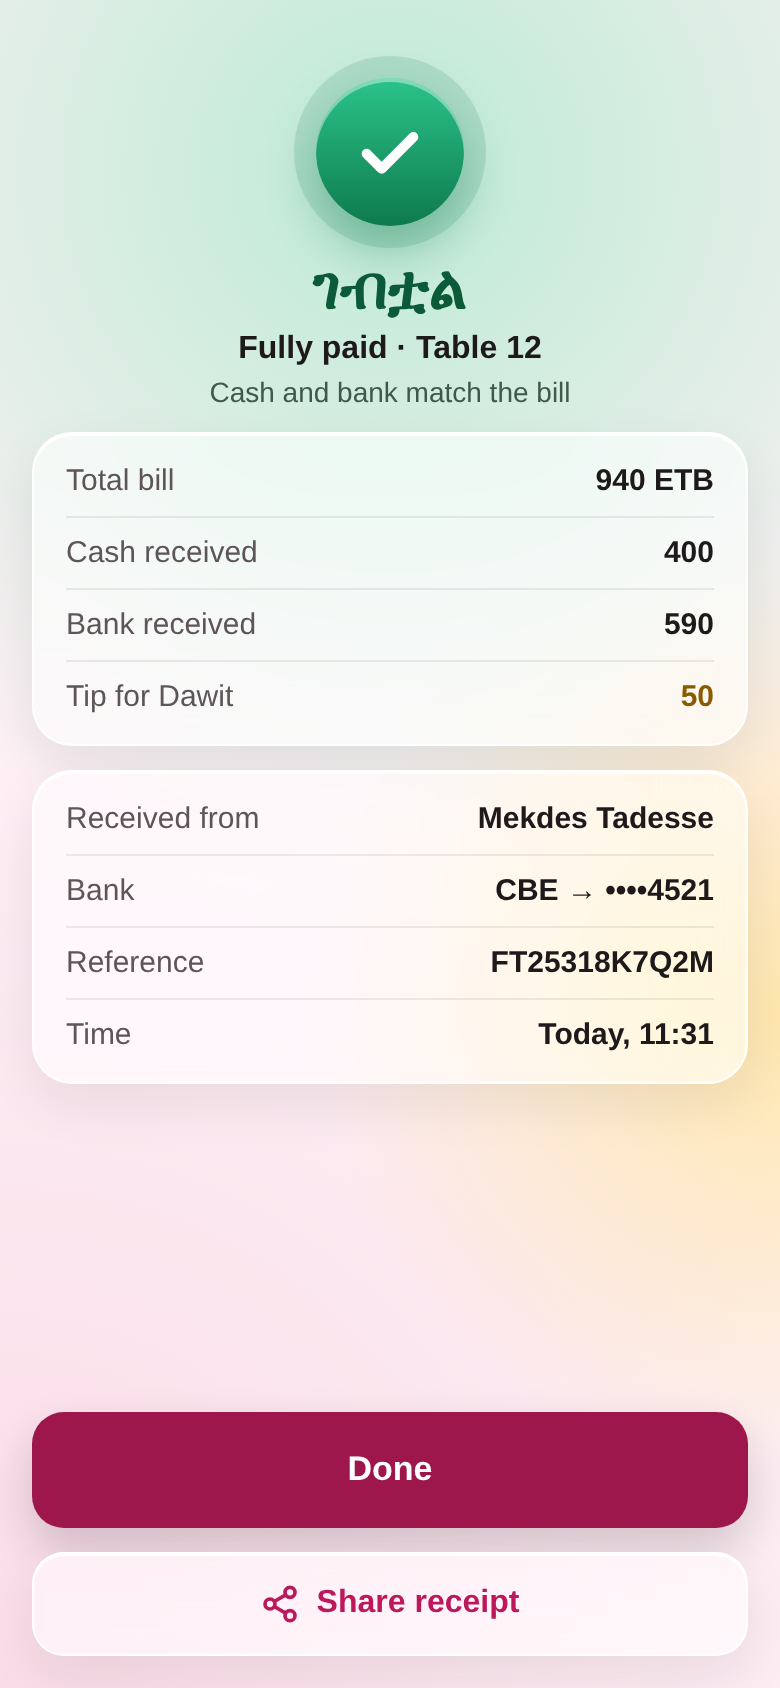 ገብቷል
Fully paid · Table 12
Cash and bank match the bill
Total bill 940 ETB
Cash received 400
Bank received 590
Tip for Dawit 50
Received from Mekdes Tadesse
Bank CBE → ••••4521
Reference FT25318K7Q2M
Time Today, 11:31
Done
Share receipt